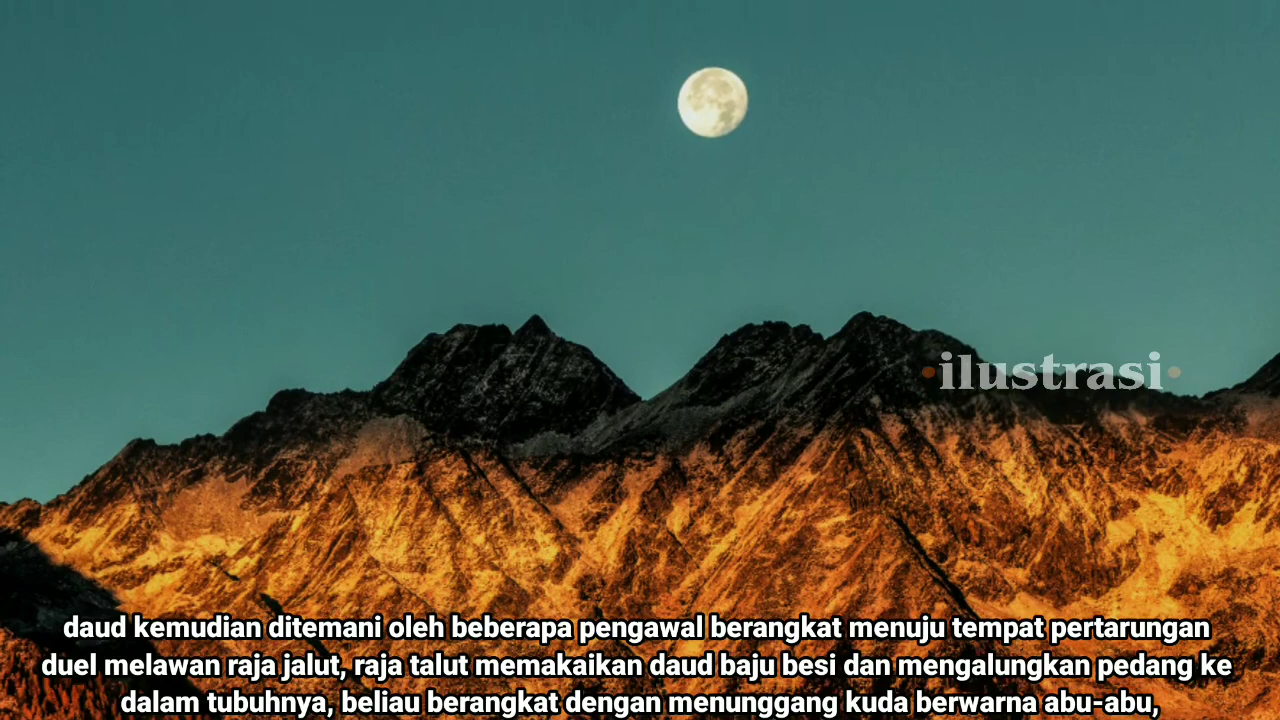 •ilustrasi•
daud kemudian ditemani oleh beberapa pengawal berangkat menuju tempat pertarungan
duel melawan raja jalut, raja talut memakaikan daud baju besi dan mengalungkan pedang ke
dalam tubuhnya, beliau berangkat dengan menunggang kuda berwarna abu-abu,